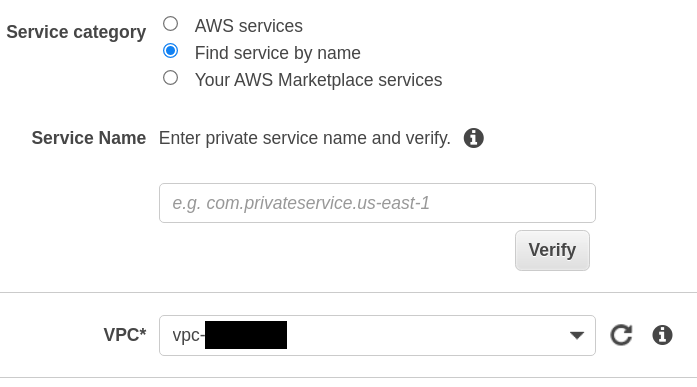 Service category
AWS services
Find service by name
Your AWS Marketplace services
Service Name Enter private service name and verify.
e.g. com.privateservice.us-east-1
Verify
VPC* vpc-